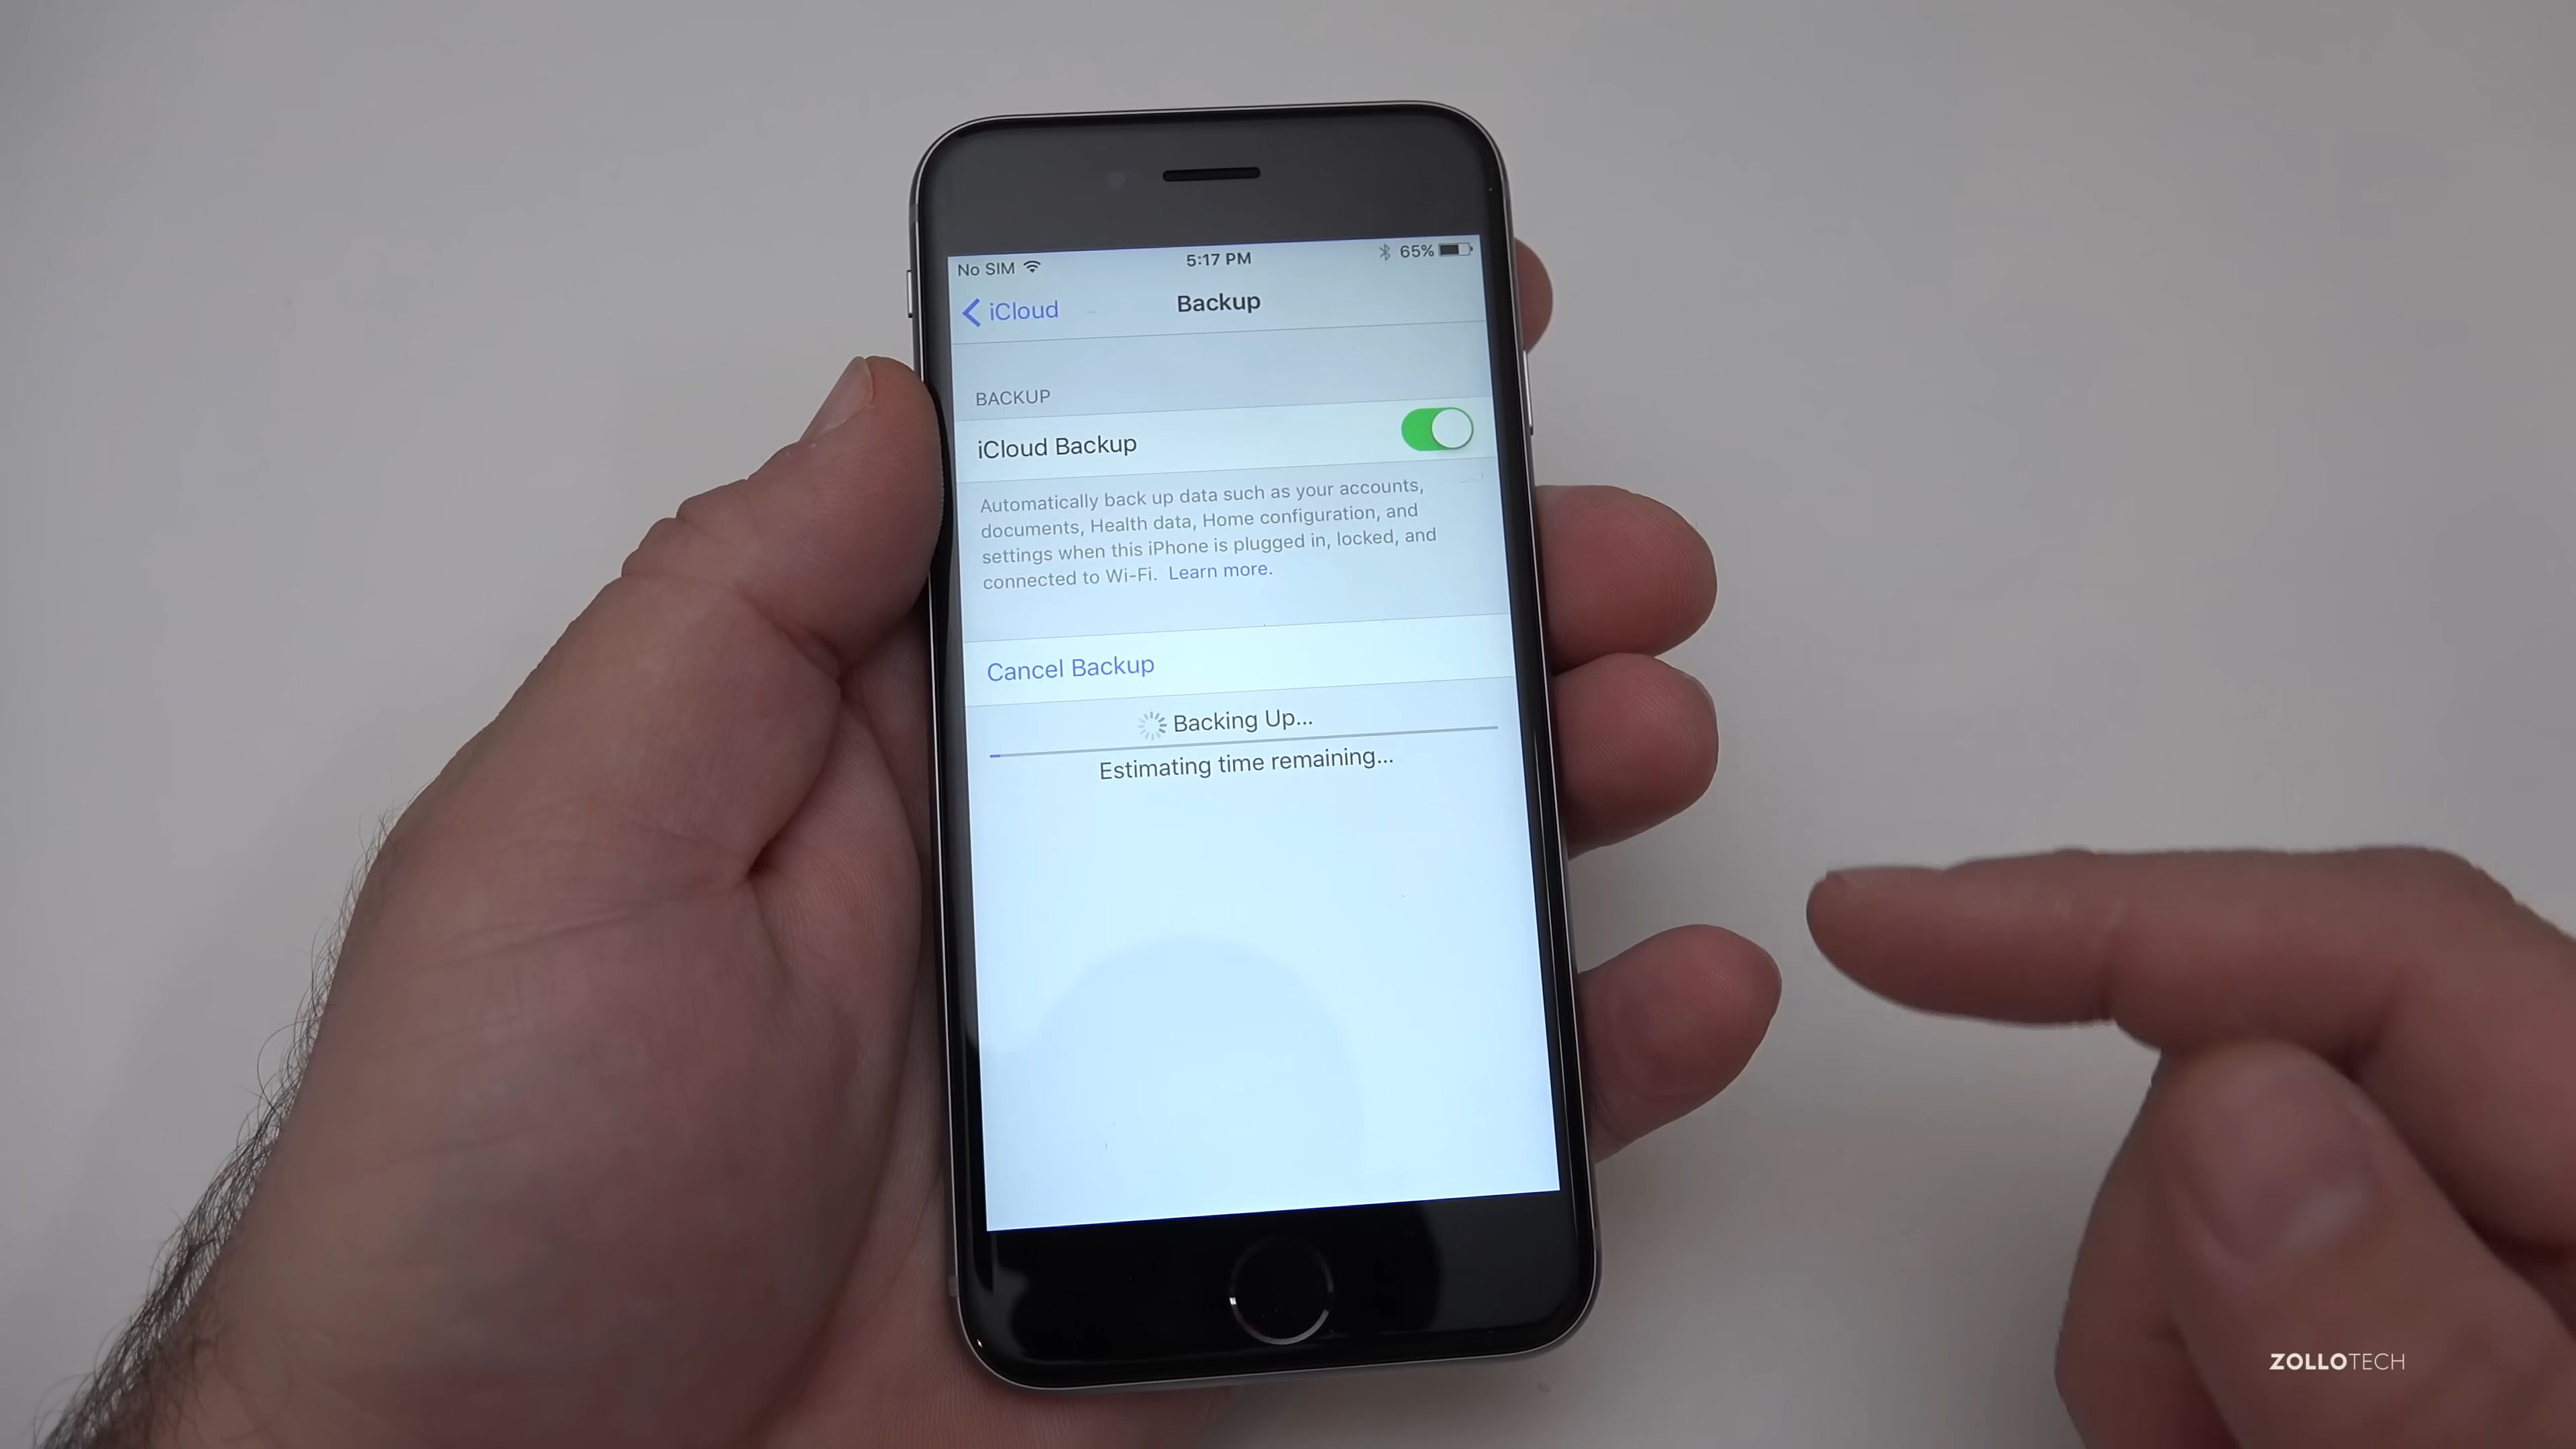 No SIM 5:17 PM 65%
iCloud Backup
BACKUP
iCloud Backup
Automatically back up data such as your accounts,
documents, Health data, Home configuration, and
settings when this iPhone is plugged in, locked, and
connected to Wi-Fi. Learn more.
Cancel Backup
Backing Up...
Estimating time remaining...
ZOLLOTECH